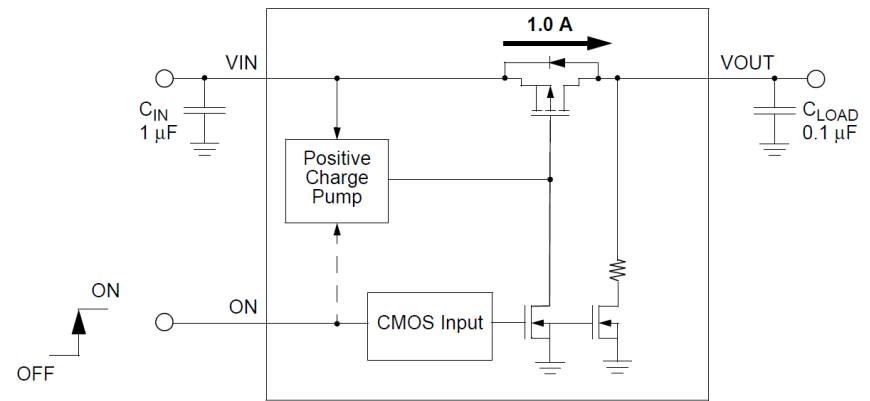 1.0 A
VIN
VOUT
CIN
1 μF
CLOAD
0.1 μF
Positive
Charge
Pump
ON
ON
CMOS Input
OFF